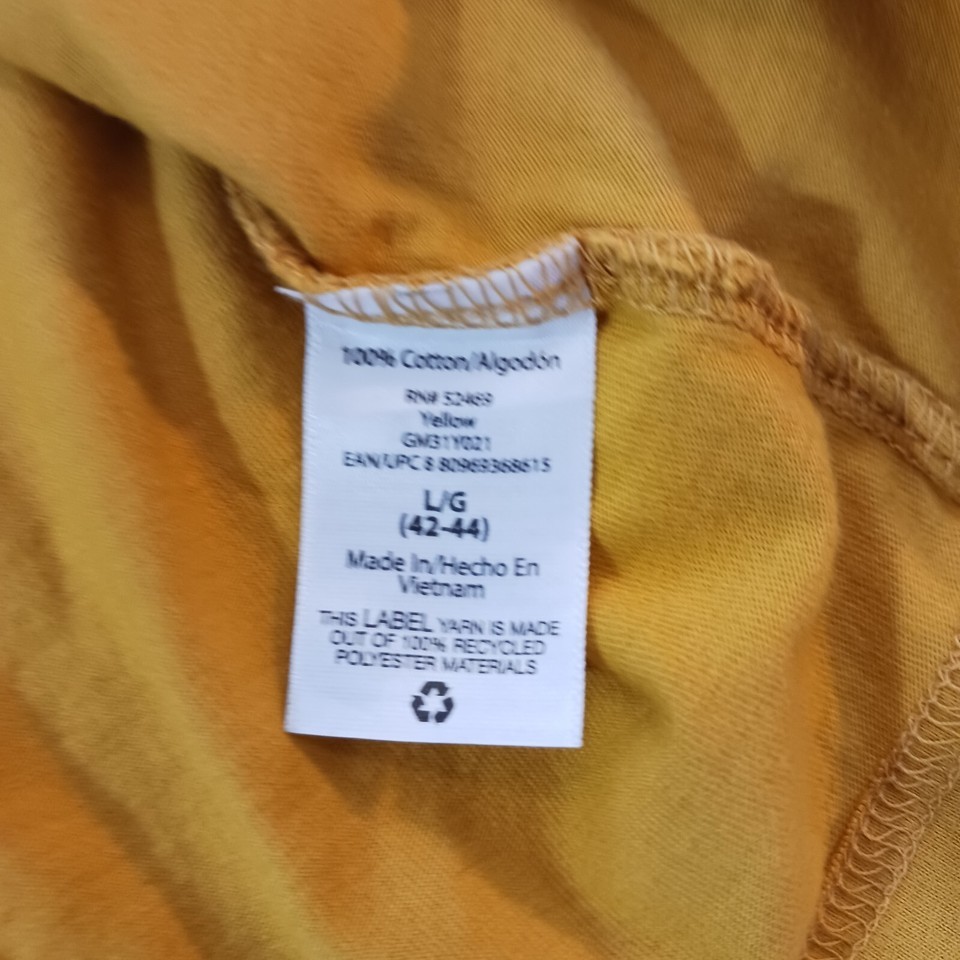 100% Cotton/Algodón
RN# 52469
Yellow
GM31Y021
EAN/UPC 8 80969368615
L/G
(42-44)
Made In/Hecho En
Vietnam
THIS LABEL YARN IS MADE
OUT OF 100% RECYCLED
POLYESTER MATERIALS